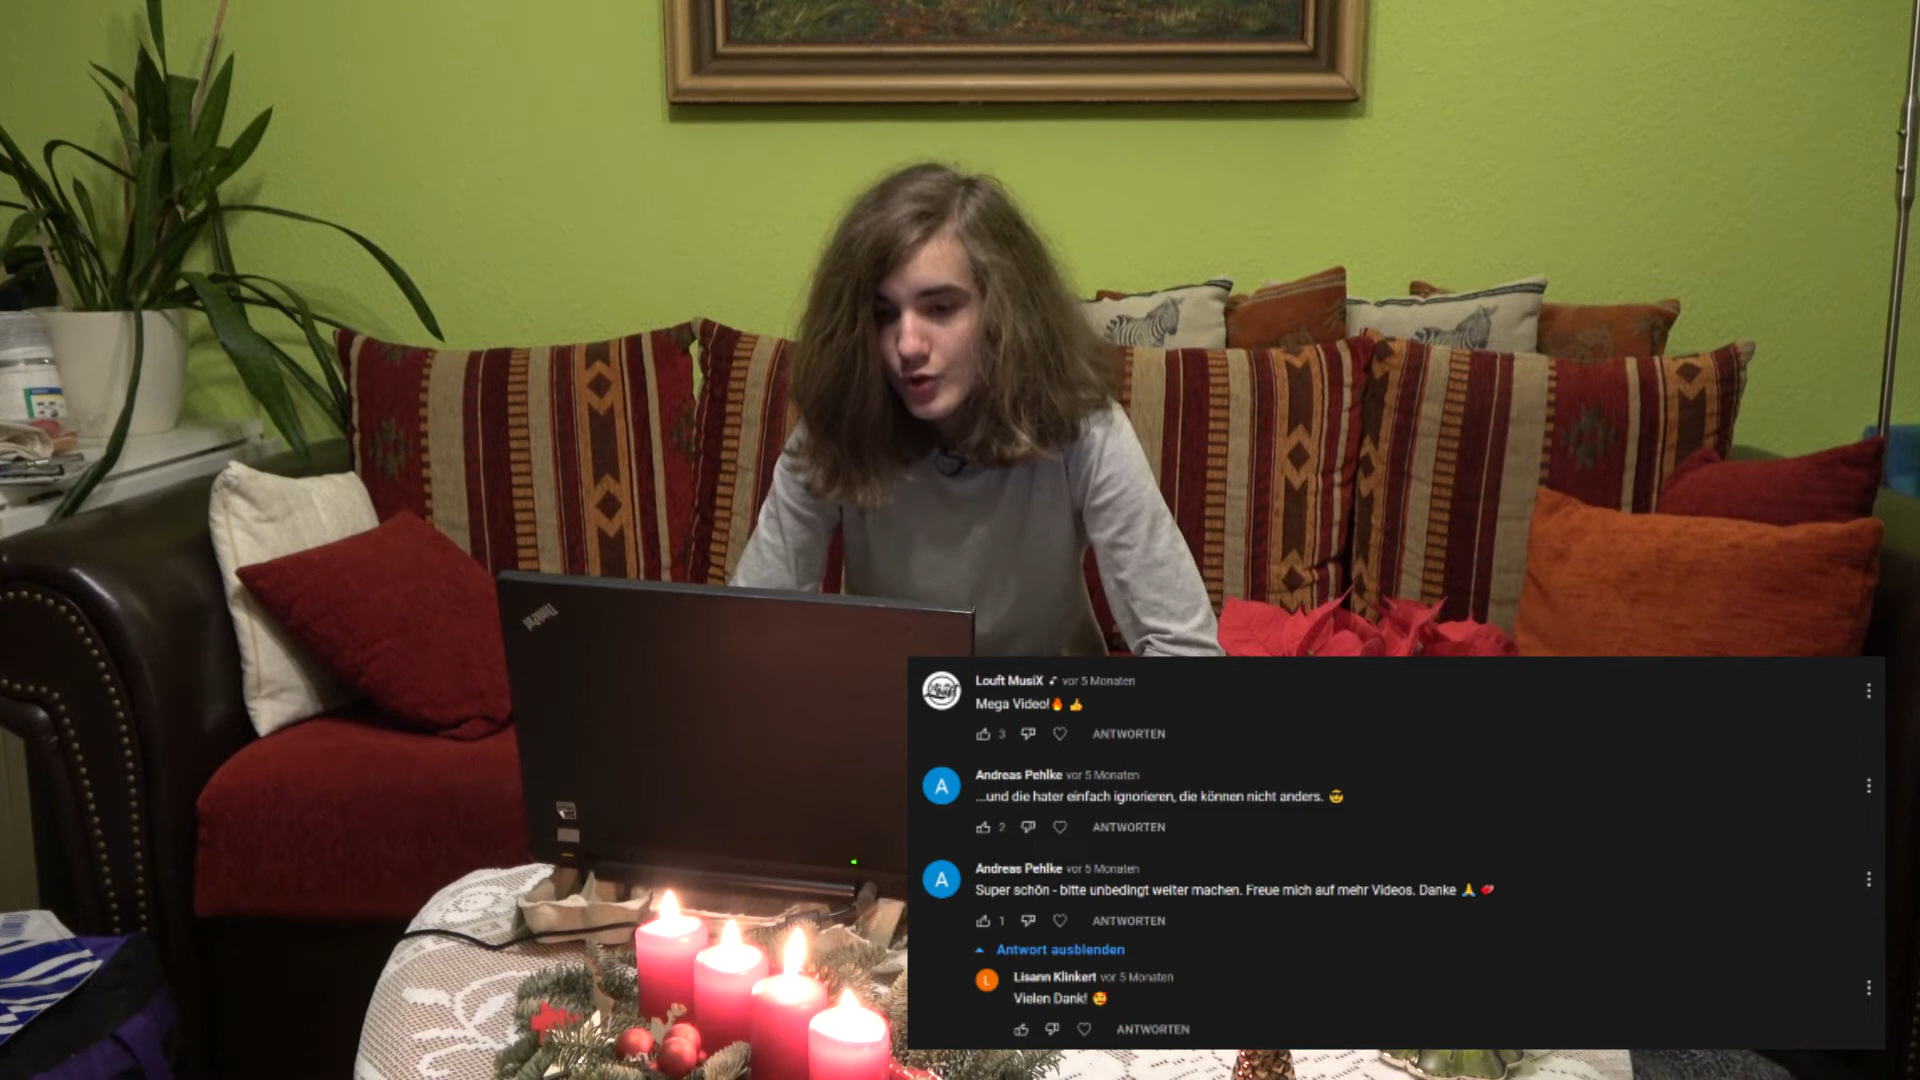 ThinkPad
Louft MusiX ♪ vor 5 Monaten
Mega Video!🔥 👍
3 ANTWORTEN
A
Andreas Pehlke vor 5 Monaten
...und die hater einfach ignorieren, die können nicht anders. 😎
2 ANTWORTEN
A
Andreas Pehlke vor 5 Monaten
Super schön - bitte unbedingt weiter machen. Freue mich auf mehr Videos. Danke 🙏 💋
1 ANTWORTEN
Antwort ausblenden
L
Lisann Klinkert vor 5 Monaten
Vielen Dank! 🥰
ANTWORTEN